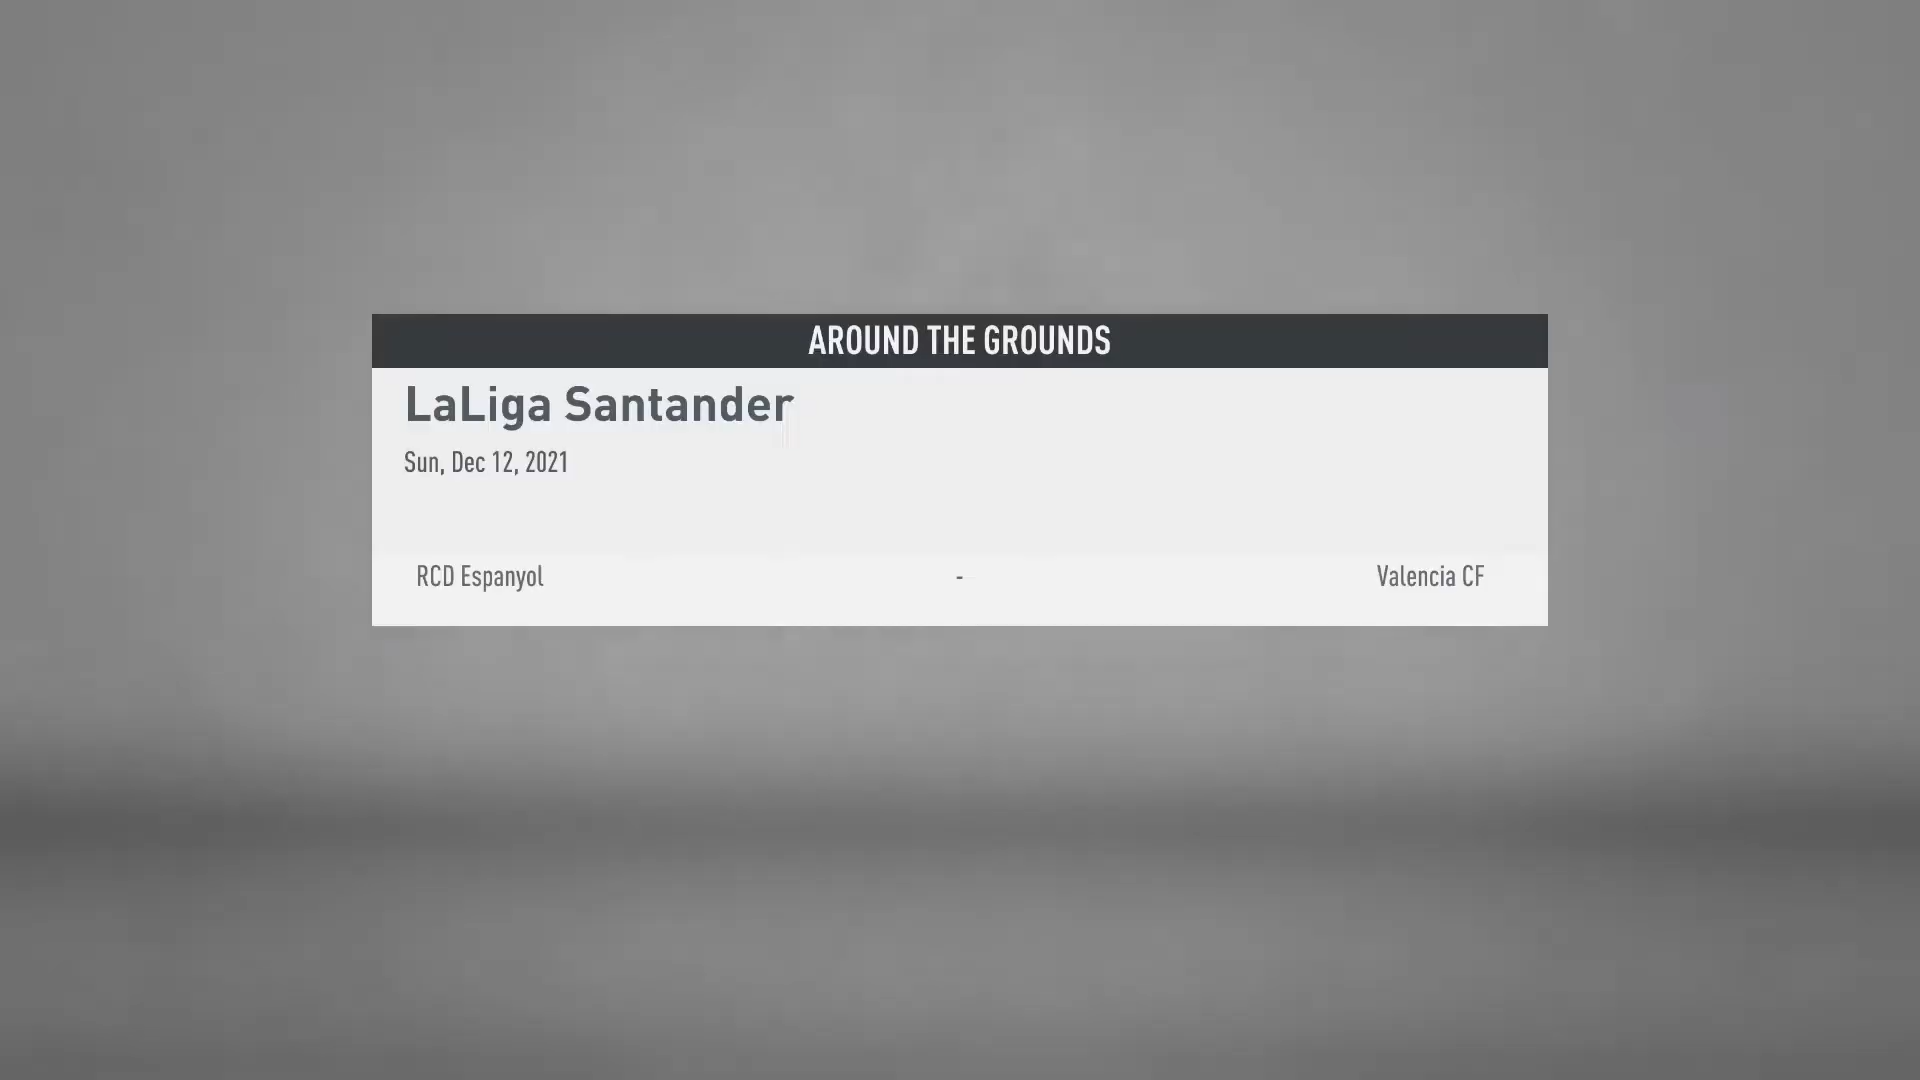 AROUND THE GROUNDS
LaLiga Santander
Sun, Dec 12, 2021
RCD Espanyol - Valencia CF